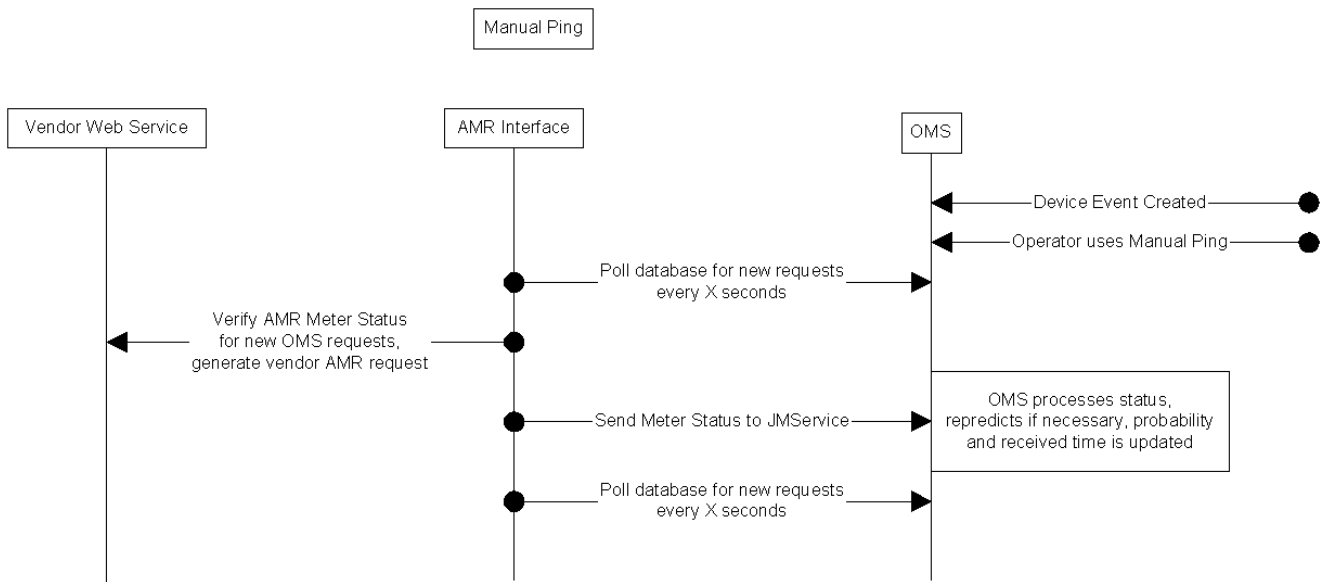 Manual Ping
Vendor Web Service
AMR Interface
OMS
Device Event Created
Operator uses Manual Ping
Poll database for new requests
every X seconds
Verify AMR Meter Status
for new OMS requests,
generate vendor AMR request
Send Meter Status to JMService
OMS processes status,
repredicts if necessary, probability
and received time is updated
Poll database for new requests
every X seconds